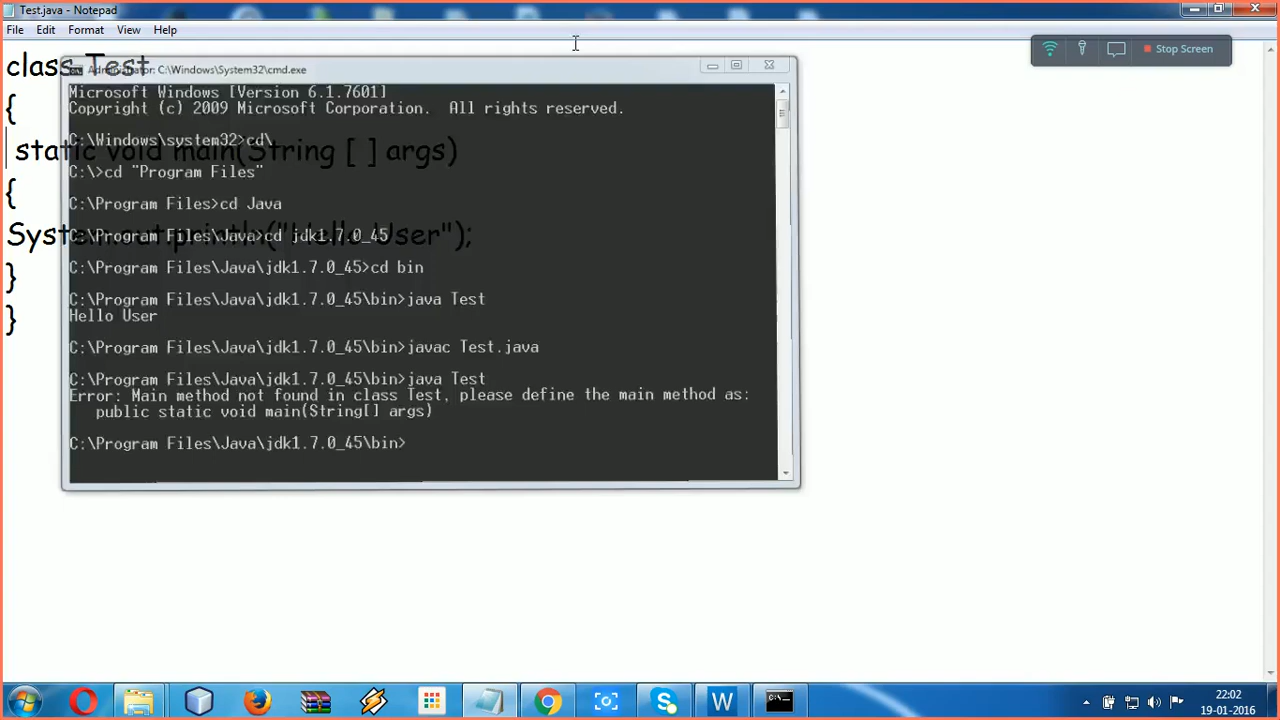 Test.java - Notepad
File Edit Format View Help
Stop Screen
class Test
{
static void main(String [ ] args)
{
System.out.println("Hello User");
}
}
Administrator: C:\Windows\System32\cmd.exe
Microsoft Windows [Version 6.1.7601]
Copyright (c) 2009 Microsoft Corporation. All rights reserved.
C:\Windows\system32>cd\
C:\>cd "Program Files"
C:\Program Files>cd Java
C:\Program Files\Java>cd jdk1.7.0_45
C:\Program Files\Java\jdk1.7.0_45>cd bin
C:\Program Files\Java\jdk1.7.0_45\bin>java Test
Hello User
C:\Program Files\Java\jdk1.7.0_45\bin>javac Test.java
C:\Program Files\Java\jdk1.7.0_45\bin>java Test
Error: Main method not found in class Test, please define the main method as:
public static void main(String[] args)
C:\Program Files\Java\jdk1.7.0_45\bin>
22:02
19-01-2016